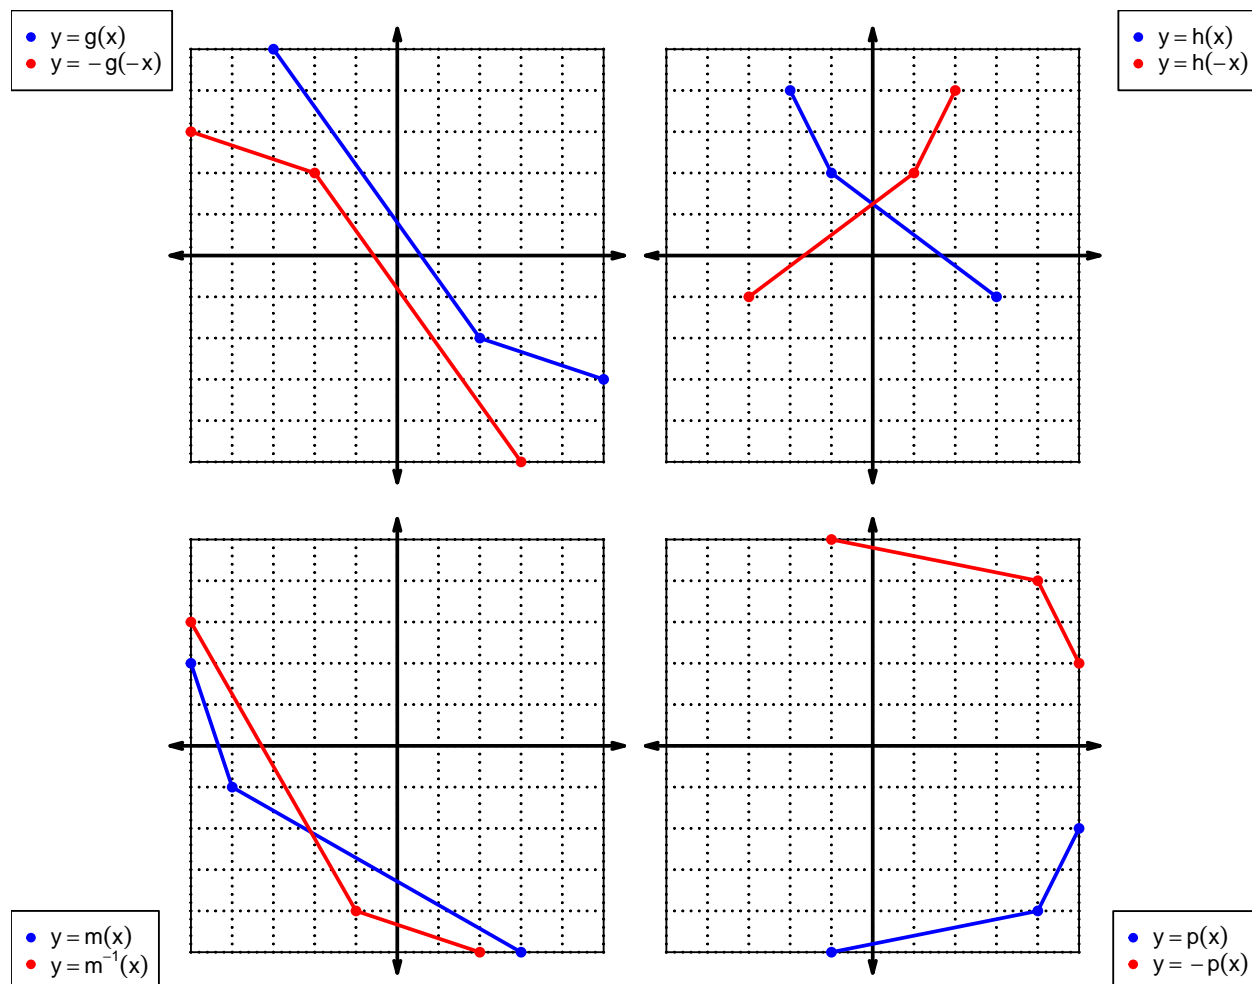 y = g(x)
y = −g(−x)
y = h(x)
y = h(−x)
y = m(x)
y = m⁻¹(x)
y = p(x)
y = −p(x)